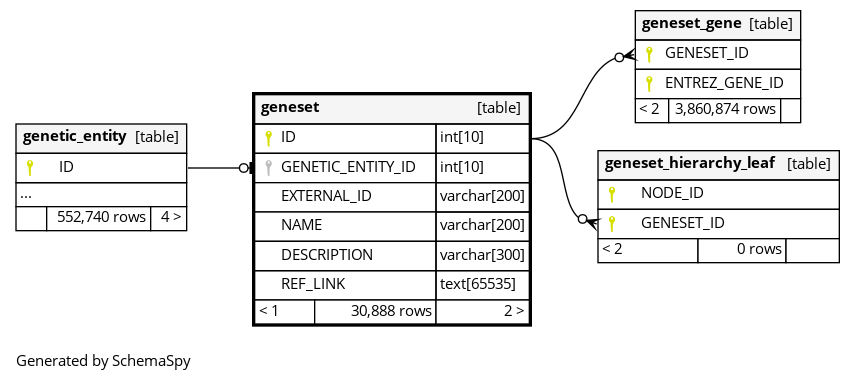 genetic_entity [table]
ID
...
552,740 rows 4 >
geneset [table]
ID int[10]
GENETIC_ENTITY_ID int[10]
EXTERNAL_ID varchar[200]
NAME varchar[200]
DESCRIPTION varchar[300]
REF_LINK text[65535]
< 1 30,888 rows 2 >
geneset_gene [table]
GENESET_ID
ENTREZ_GENE_ID
< 2 3,860,874 rows
geneset_hierarchy_leaf [table]
NODE_ID
GENESET_ID
< 2 0 rows
Generated by SchemaSpy